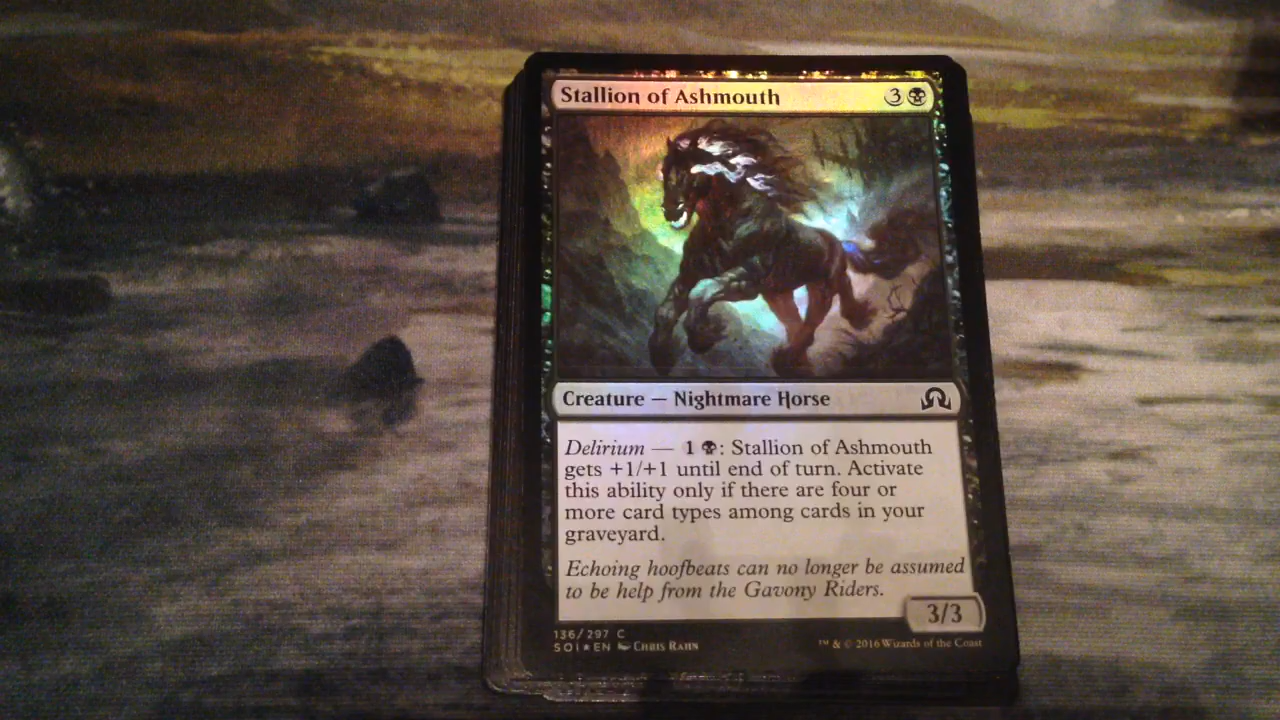 Stallion of Ashmouth 3
Creature — Nightmare Horse
Delirium — 1 : Stallion of Ashmouth
gets +1/+1 until end of turn. Activate
this ability only if there are four or
more card types among cards in your
graveyard.
Echoing hoofbeats can no longer be assumed
to be help from the Gavony Riders.
3/3
136/297 C
SOI★EN Chris Rahn
™ & © 2016 Wizards of the Coast